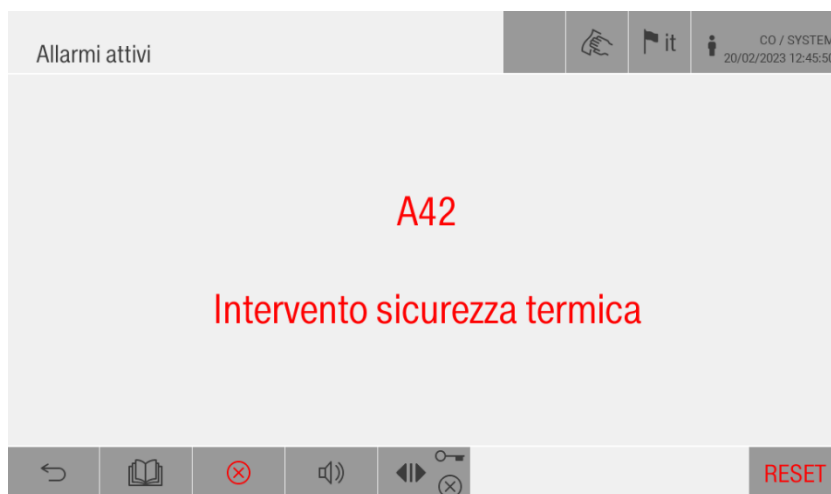 Allarmi attivi
it
CO / SYSTEM
20/02/2023 12:45:50
A42
Intervento sicurezza termica
RESET